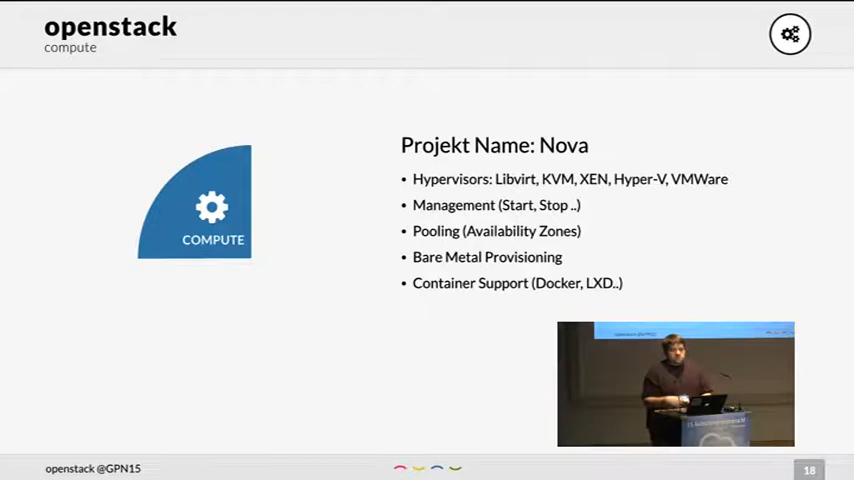 openstack
compute
Projekt Name: Nova
• Hypervisors: Libvirt, KVM, XEN, Hyper-V, VMWare
• Management (Start, Stop ..)
• Pooling (Availability Zones)
• Bare Metal Provisioning
• Container Support (Docker, LXD..)
COMPUTE
openstack @GPN15
18